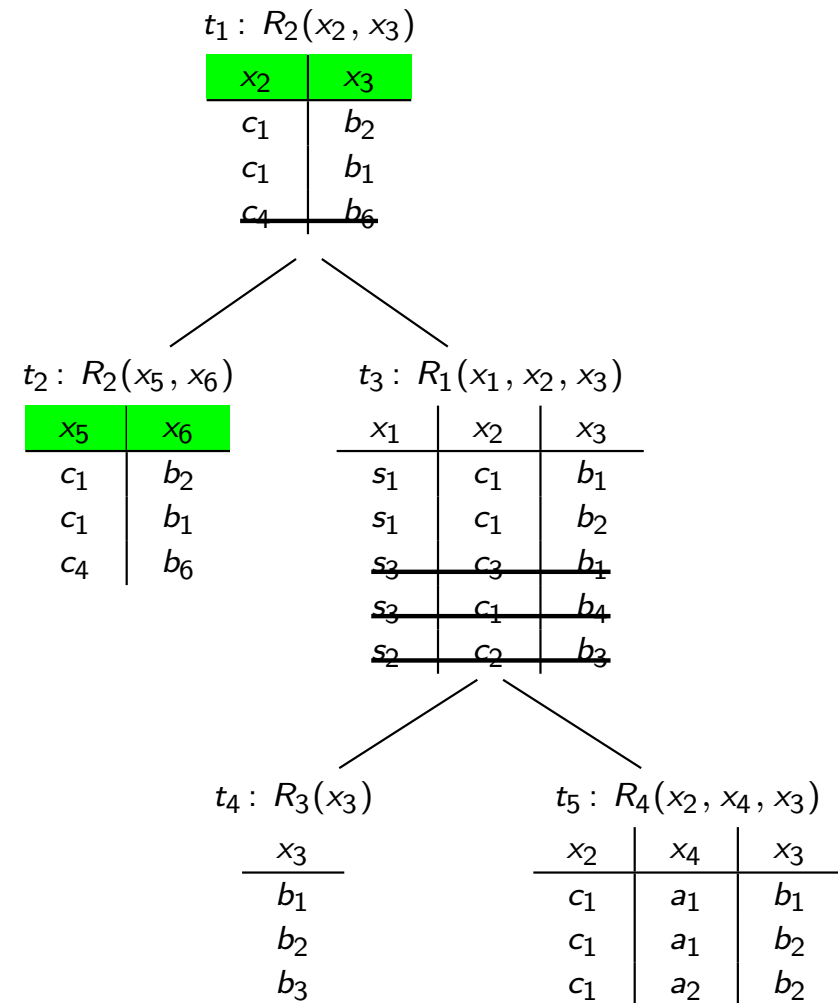 t₁ : R₂(x₂, x₃)
x₂ x₃
c₁ b₂
c₁ b₁
c₄ b₆
t₂ : R₂(x₅, x₆)
x₅ x₆
c₁ b₂
c₁ b₁
c₄ b₆
t₃ : R₁(x₁, x₂, x₃)
x₁ x₂ x₃
s₁ c₁ b₁
s₁ c₁ b₂
s₃ c₃ b₁
s₃ c₁ b₄
s₂ c₂ b₃
t₄ : R₃(x₃)
x₃
b₁
b₂
b₃
t₅ : R₄(x₂, x₄, x₃)
x₂ x₄ x₃
c₁ a₁ b₁
c₁ a₁ b₂
c₁ a₂ b₂